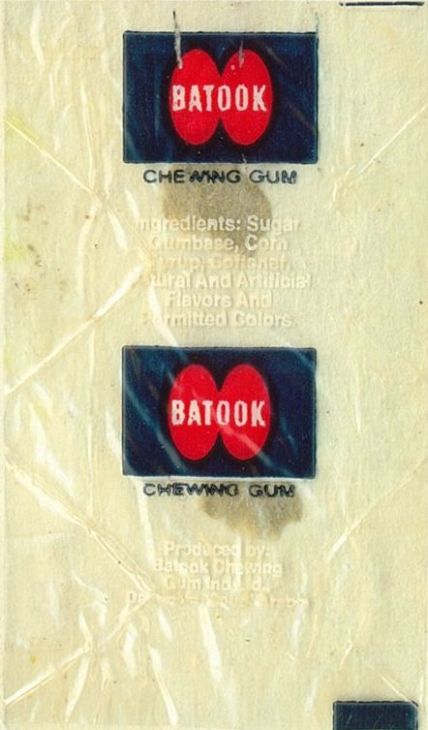 BATOOK
CHEWING GUM
Ingredients: Sugar
Gumbase, Corn
Syrup, Softener,
Natural And Artificial
Flavors And
Permitted Colors
BATOOK
CHEWING GUM
Produced by:
Batook Chewing
Gum Ind.